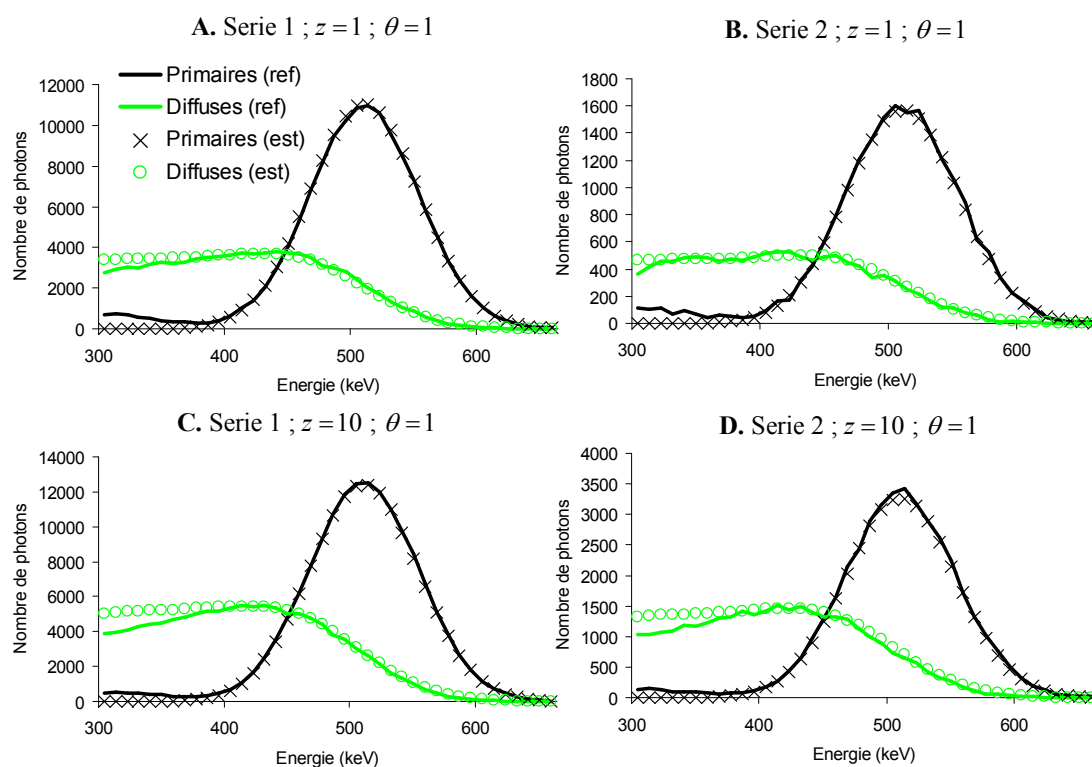 A. Serie 1 ; z = 1 ; θ = 1
Nombre de photons
12000
10000
8000
6000
4000
2000
0
Primaires (ref)
Diffuses (ref)
Primaires (est)
Diffuses (est)
300 400 500 600
Energie (keV)
B. Serie 2 ; z = 1 ; θ = 1
Nombre de photons
1800
1600
1400
1200
1000
800
600
400
200
0
300 400 500 600
Energie (keV)
C. Serie 1 ; z = 10 ; θ = 1
Nombre de photons
14000
12000
10000
8000
6000
4000
2000
0
300 400 500 600
Energie (keV)
D. Serie 2 ; z = 10 ; θ = 1
Nombre de photons
4000
3500
3000
2500
2000
1500
1000
500
0
300 400 500 600
Energie (keV)